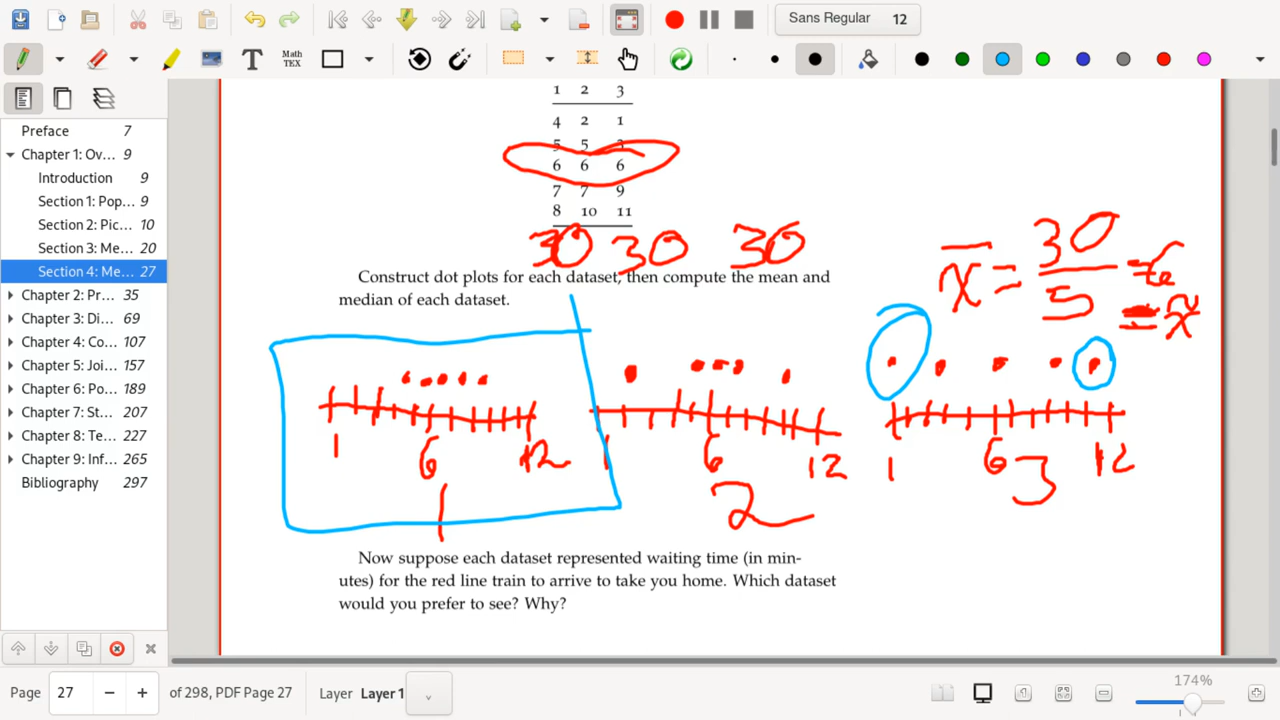 Sans Regular 12
T Math TEX
Preface 7
Chapter 1: Ov... 9
Introduction 9
Section 1: Pop... 9
Section 2: Pic... 10
Section 3: Me... 20
Section 4: Me... 27
Chapter 2: Pr... 35
Chapter 3: Di... 69
Chapter 4: Co... 107
Chapter 5: Joi... 157
Chapter 6: Po... 189
Chapter 7: St... 207
Chapter 8: Te... 227
Chapter 9: Inf... 265
Bibliography 297
1 2 3
4 2 1
5 5 3
6 6 6
7 7 9
8 10 11
30 30 30
x̄ = 30/5 = 6
= x̃
Construct dot plots for each dataset, then compute the mean and
median of each dataset.
1 6 12 1 6 12 1 6 12
1 2 3
Now suppose each dataset represented waiting time (in min-
utes) for the red line train to arrive to take you home. Which dataset
would you prefer to see? Why?
Page 27 of 298, PDF Page 27 Layer Layer 1 174%